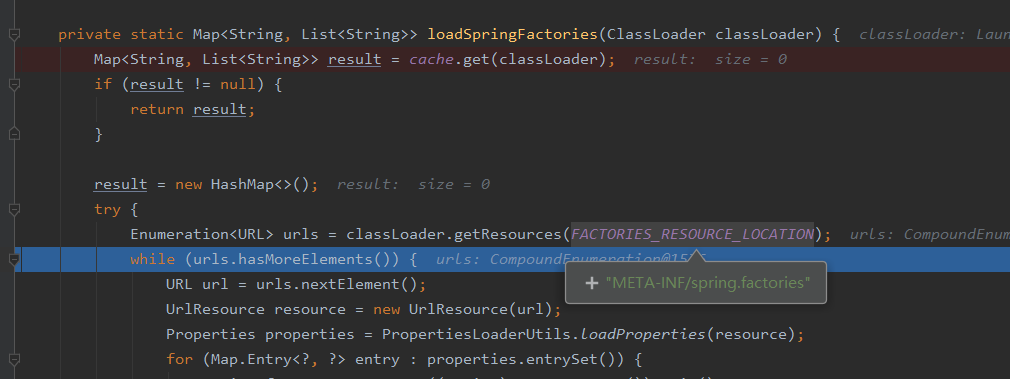 private static Map<String, List<String>> loadSpringFactories(ClassLoader classLoader) {  classLoader: Laun
Map<String, List<String>> result = cache.get(classLoader);  result:  size = 0
if (result != null) {
return result;
}
result = new HashMap<>();  result:  size = 0
try {
Enumeration<URL> urls = classLoader.getResources(FACTORIES_RESOURCE_LOCATION);  urls: CompoundEnum
while (urls.hasMoreElements()) {  urls: CompoundEnumeration@15
+ "META-INF/spring.factories"
URL url = urls.nextElement();
UrlResource resource = new UrlResource(url);
Properties properties = PropertiesLoaderUtils.loadProperties(resource);
for (Map.Entry<?, ?> entry : properties.entrySet()) {